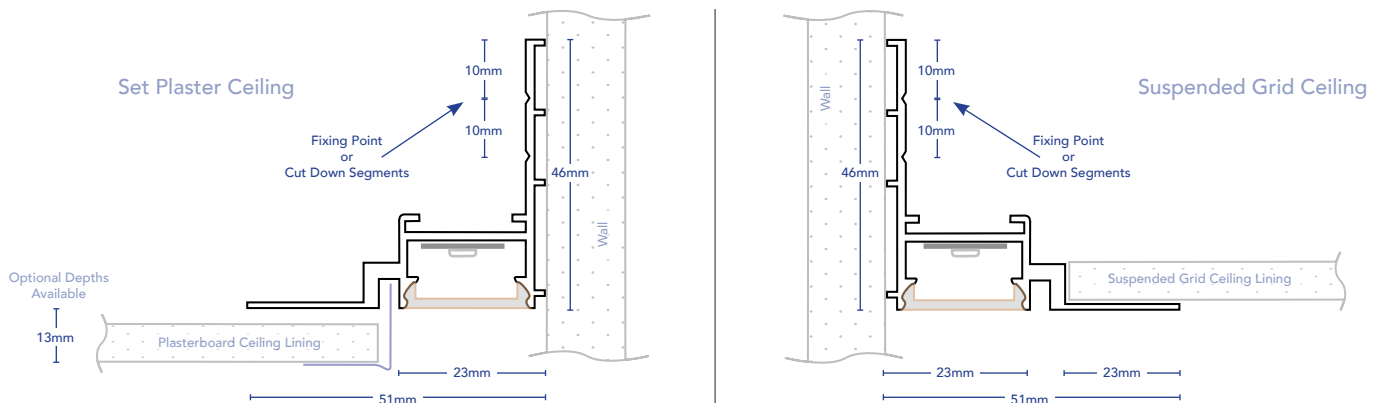 Set Plaster Ceiling
10mm
10mm
Fixing Point
or
Cut Down Segments
46mm
Wall
Optional Depths
Available
13mm
Plasterboard Ceiling Lining
23mm
51mm
Suspended Grid Ceiling
Wall
10mm
10mm
Fixing Point
or
Cut Down Segments
46mm
Suspended Grid Ceiling Lining
23mm
23mm
51mm